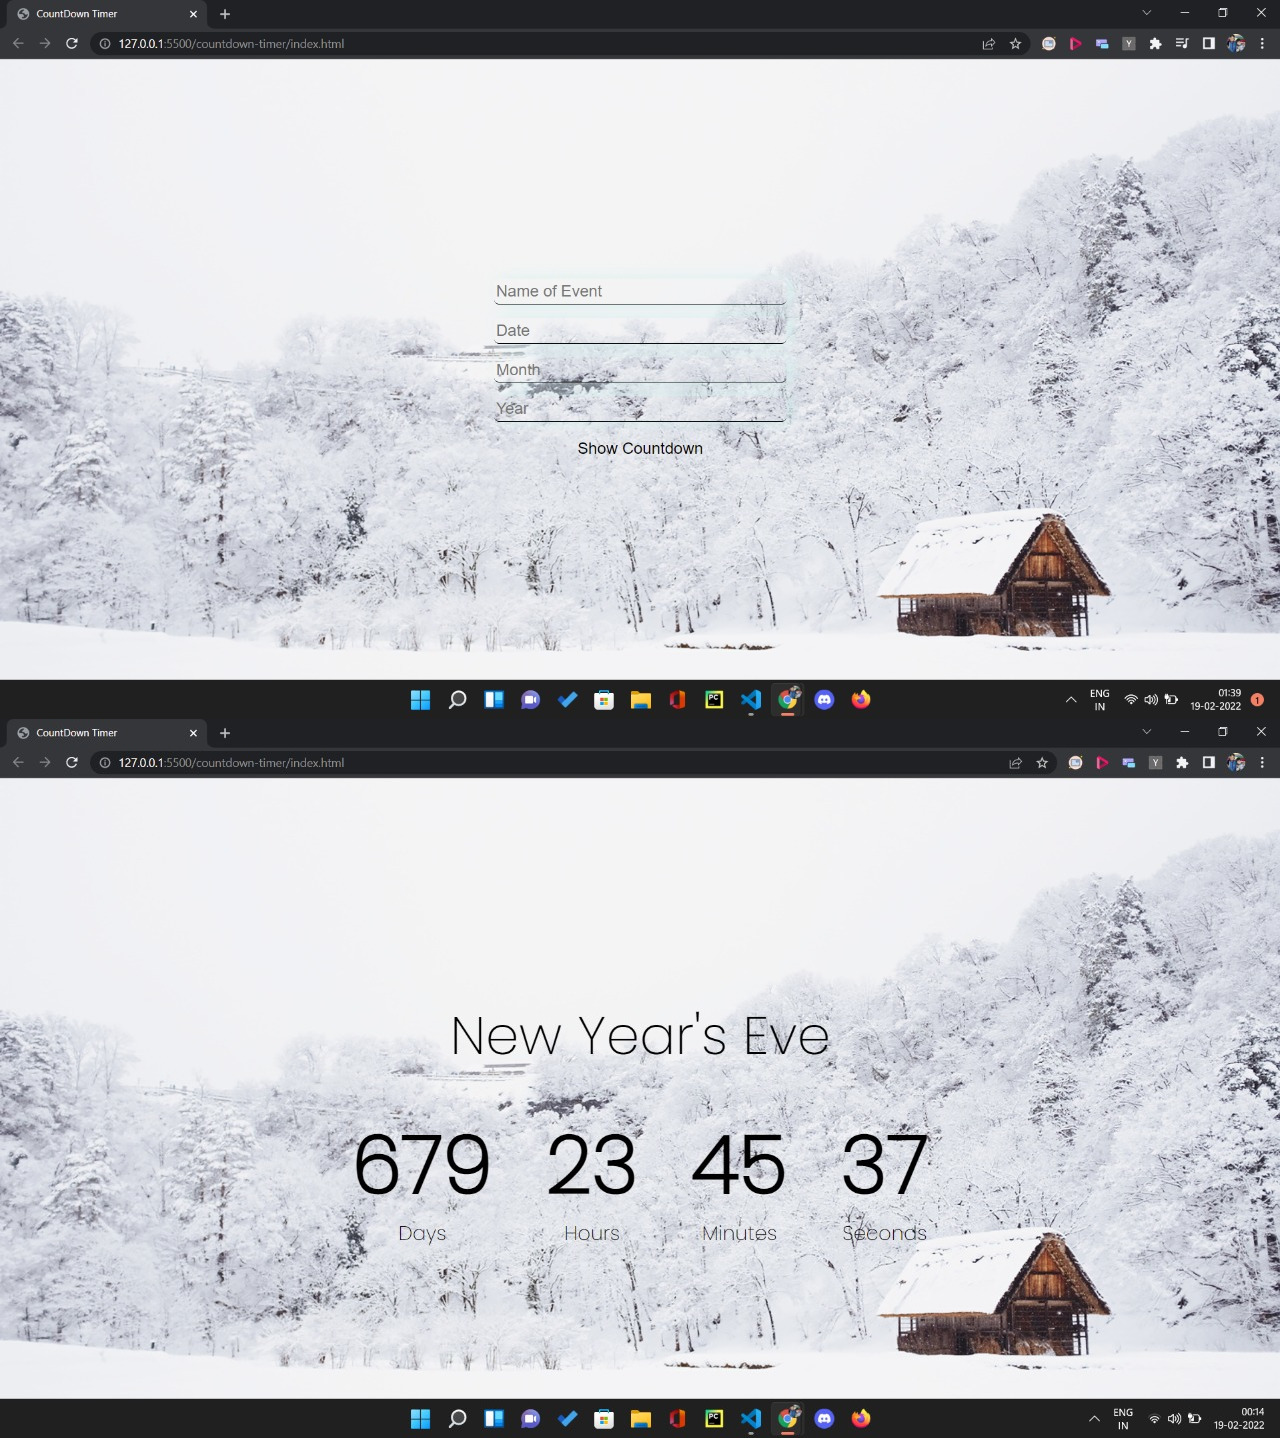 CountDown Timer
127.0.0.1:5500/countdown-timer/index.html
Y
Name of Event
Date
Month
Year
Show Countdown
PC
ENG
IN
01:39
19-02-2022
1
CountDown Timer
127.0.0.1:5500/countdown-timer/index.html
Y
New Year's Eve
679 23 45 37
Days Hours Minutes Seconds
PC
ENG
IN
00:14
19-02-2022